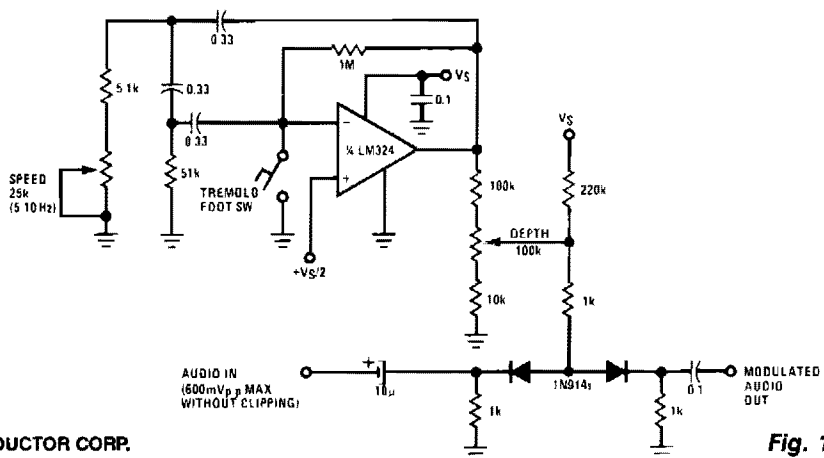 0.33
5 1k
0.33
0.33
1M
VS
0.1
¼ LM324
VS
SPEED
25k
(5 10 Hz)
51k
TREMOLO
FOOT SW
+VS/2
100k
220k
DEPTH
100k
10k
1k
AUDIO IN
(600mVp p MAX
WITHOUT CLIPPING)
+
10µ
1N914s
1k
1k
0.1
MODULATED
AUDIO
OUT
DUCTOR CORP.
Fig. 1